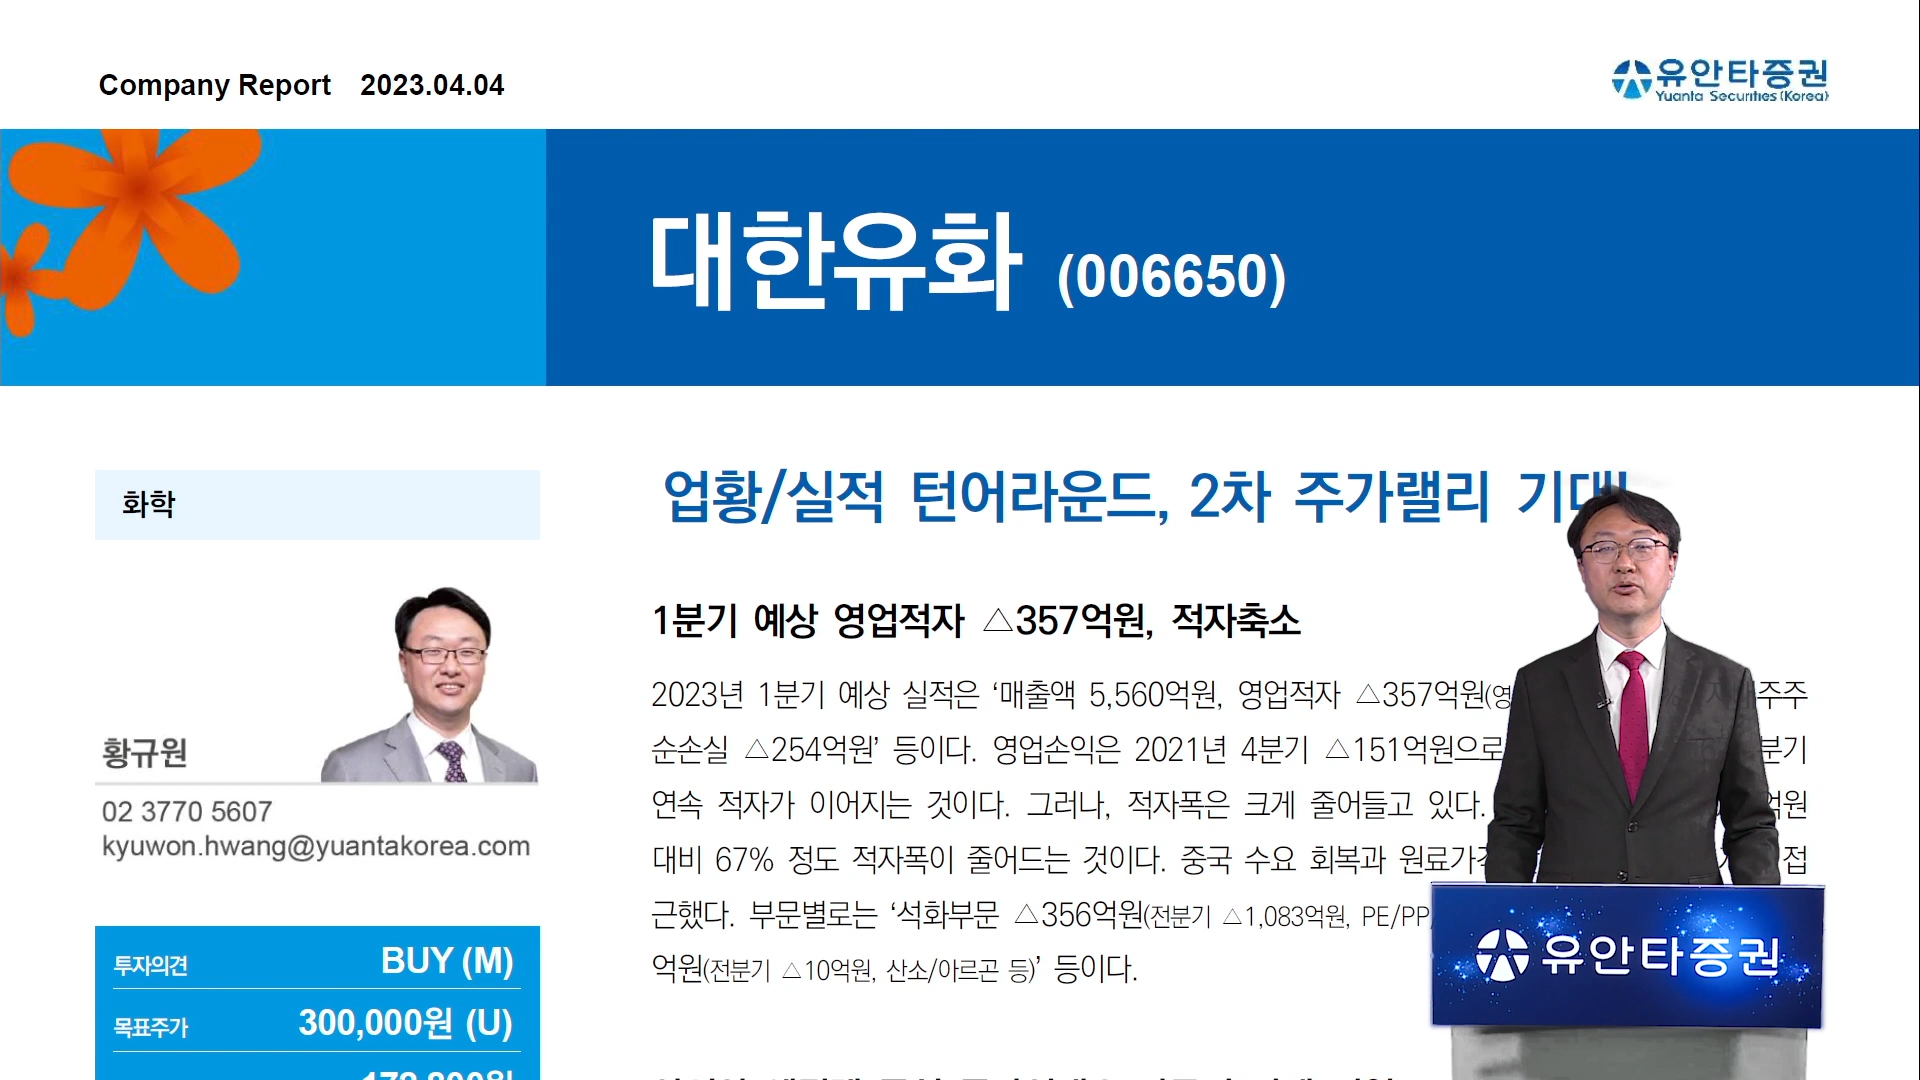 Company Report 2023.04.04
유안타증권
Yuanta Securities (Korea)
대한유화 (006650)
화학
황규원
02 3770 5607
kyuwon.hwang@yuantakorea.com
투자의견 BUY (M)
목표주가 300,000원 (U)
업황/실적 턴어라운드, 2차 주가랠리
1분기 예상 영업적자 △357억원, 적자축소
2023년 1분기 예상 실적은 ‘매출액 5,560억원, 영업적자 △357억원(영 주주
순손실 △254억원’ 등이다. 영업손익은 2021년 4분기 △151억원으로 분기
연속 적자가 이어지는 것이다. 그러나, 적자폭은 크게 줄어들고 있다. 억원
대비 67% 정도 적자폭이 줄어드는 것이다. 중국 수요 회복과 접
근했다. 부문별로는 ‘석화부문 △356억원(전분기 △1,083억원, PE/PP
억원(전분기 △10억원, 산소/아르곤 등)’ 등이다.
유안타증권